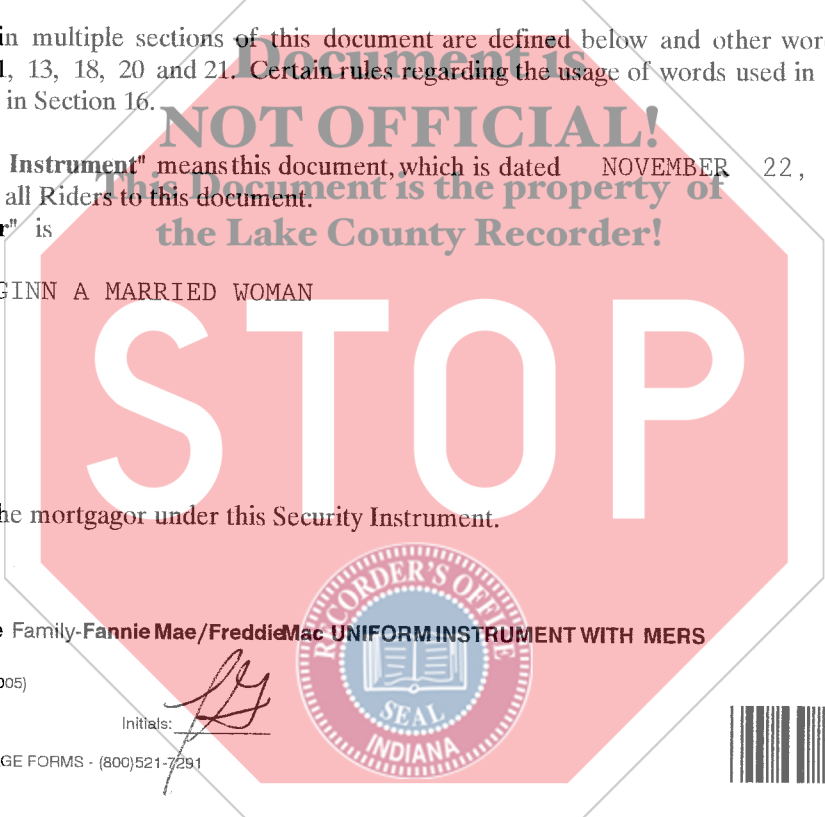 in multiple sections of this document are defined below and other wor
Document is
1, 13, 18, 20 and 21. Certain rules regarding the usage of words used in
in Section 16.
NOT OFFICIAL!
Instrument" means this document, which is dated NOVEMBER 22,
This Document is the property of
all Riders to this document.
r" is
the Lake County Recorder!
GINN A MARRIED WOMAN
STOP
he mortgagor under this Security Instrument.
RECORDER'S OFFICE
e Family-Fannie Mae/Freddie Mac UNIFORM INSTRUMENT WITH MERS
005)
Initials:
SEAL
INDIANA
GE FORMS - (800)521-7291